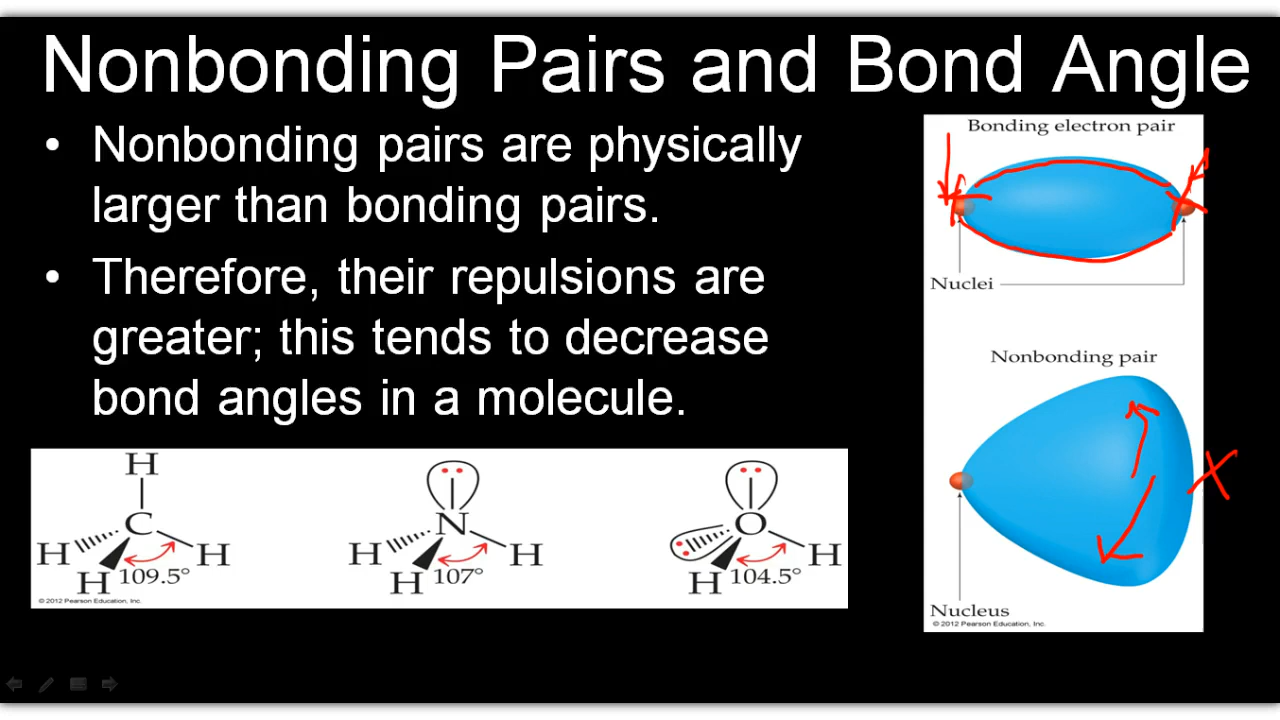 Nonbonding Pairs and Bond Angle
• Nonbonding pairs are physically
larger than bonding pairs.
• Therefore, their repulsions are
greater; this tends to decrease
bond angles in a molecule.
Bonding electron pair
Nuclei
Nonbonding pair
Nucleus
© 2012 Pearson Education, Inc.
H
C
H
H
H
109.5°
N
H
H
H
107°
O
H
H
104.5°
© 2012 Pearson Education, Inc.